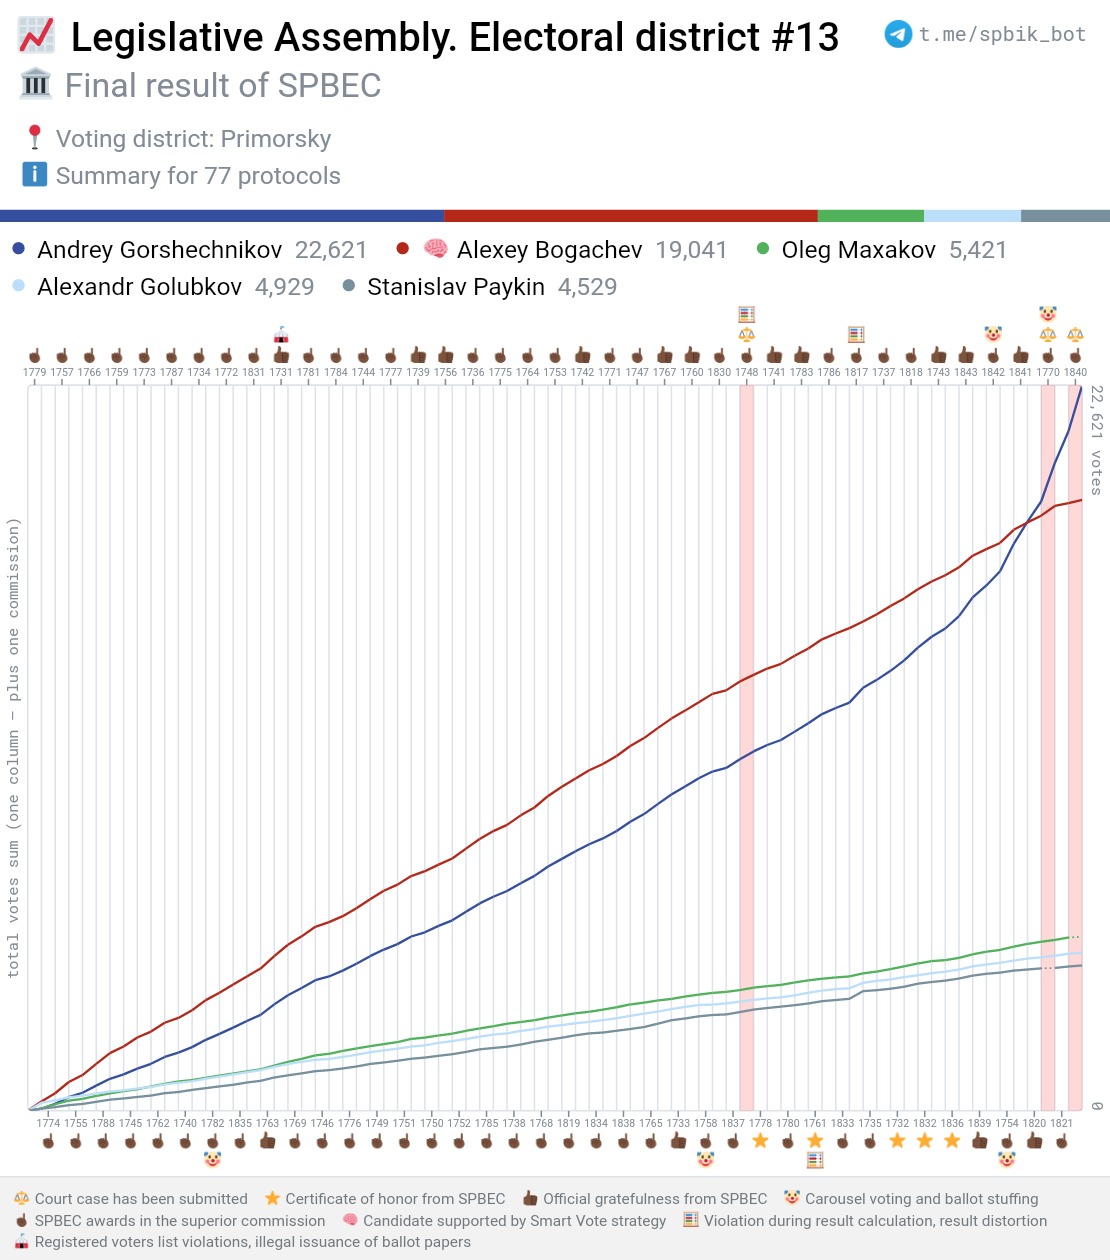 Legislative Assembly. Electoral district #13
t.me/spbik_bot
Final result of SPBEC
Voting district: Primorsky
Summary for 77 protocols
Andrey Gorshechnikov 22,621 Alexey Bogachev 19,041 Oleg Maxakov 5,421
Alexandr Golubkov 4,929 Stanislav Paykin 4,529
1779 1757 1766 1759 1773 1787 1734 1772 1831 1731 1781 1784 1744 1777 1739 1756 1736 1775 1764 1753 1742 1771 1747 1767 1760 1830 1748 1741 1783 1786 1817 1737 1818 1743 1843 1842 1841 1770 1840
22,621 votes
total votes sum (one column – plus one commission)
0
1774 1755 1788 1745 1762 1740 1782 1835 1763 1769 1746 1776 1749 1751 1750 1752 1785 1738 1768 1819 1834 1838 1765 1733 1758 1837 1778 1780 1761 1833 1735 1732 1832 1836 1839 1754 1820 1821
Court case has been submitted Certificate of honor from SPBEC Official gratefulness from SPBEC Carousel voting and ballot stuffing
SPBEC awards in the superior commission Candidate supported by Smart Vote strategy Violation during result calculation, result distortion
Registered voters list violations, illegal issuance of ballot papers